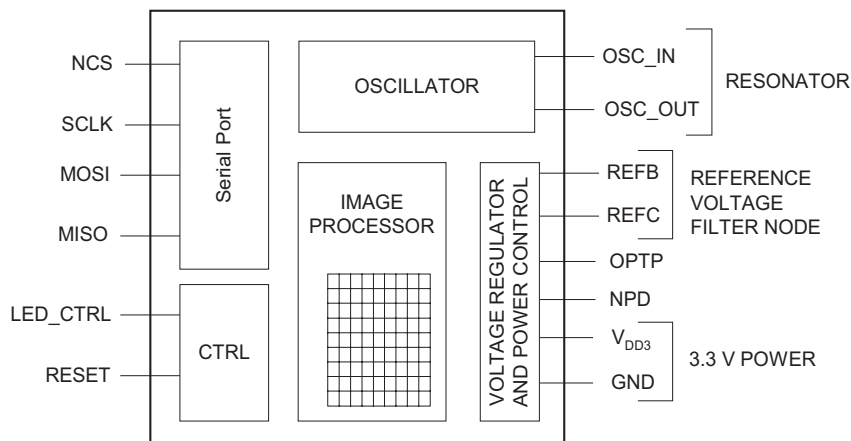 NCS
SCLK
MOSI
MISO
LED_CTRL
RESET
Serial Port
CTRL
OSCILLATOR
IMAGE
PROCESSOR
VOLTAGE REGULATOR
AND POWER CONTROL
OSC_IN
OSC_OUT
RESONATOR
REFB
REFC
REFERENCE
VOLTAGE
FILTER NODE
OPTP
NPD
VDD3
GND
3.3 V POWER